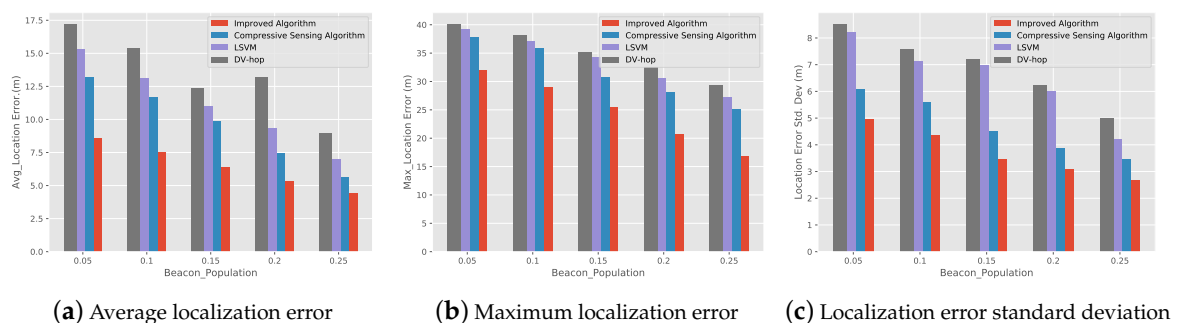 17.5
15.0
12.5
10.0
7.5
5.0
2.5
0.0
Avg_Location Error.(m)
0.05 0.1 0.15 0.2 0.25
Beacon_Population
Improved Algorithm
Compressive Sensing Algorithm
LSVM
DV-hop
(a) Average localization error
40
35
30
25
20
15
10
5
0
Max_Location Error (m)
0.05 0.1 0.15 0.2 0.25
Beacon_Population
Improved Algorithm
Compressive Sensing Algorithm
LSVM
DV-hop
(b) Maximum localization error
8
7
6
5
4
3
2
1
0
Location Error Std. Dev (m)
0.05 0.1 0.15 0.2 0.25
Beacon_Population
Improved Algorithm
Compressive Sensing Algorithm
LSVM
DV-hop
(c) Localization error standard deviation